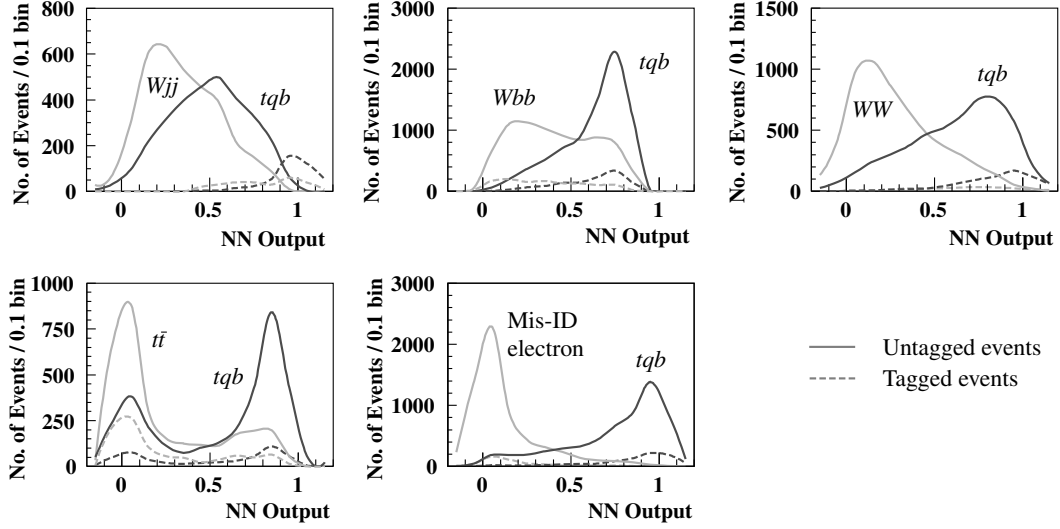 No. of Events / 0.1 bin
800
600
400
200
0
Wjj
tqb
0
0.5
1
NN Output
No. of Events / 0.1 bin
3000
2000
1000
0
Wbb
tqb
0
0.5
1
NN Output
No. of Events / 0.1 bin
1500
1000
500
0
WW
tqb
0
0.5
1
NN Output
No. of Events / 0.1 bin
1000
750
500
250
0
tt̄
tqb
0
0.5
1
NN Output
No. of Events / 0.1 bin
3000
2000
1000
0
Mis-ID
electron
tqb
0
0.5
1
NN Output
Untagged events
Tagged events